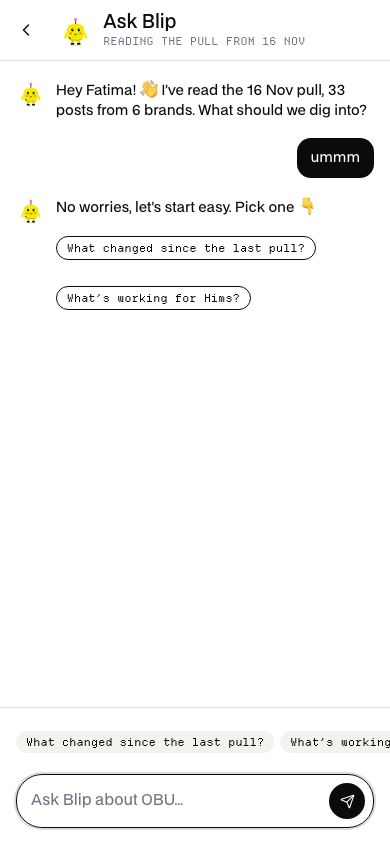 Ask Blip
READING THE PULL FROM 16 NOV
Hey Fatima! 👋 I've read the 16 Nov pull, 33
posts from 6 brands. What should we dig into?
ummm
No worries, let's start easy. Pick one 👇
What changed since the last pull?
What's working for Hims?
What changed since the last pull?
What's working
Ask Blip about OBU...